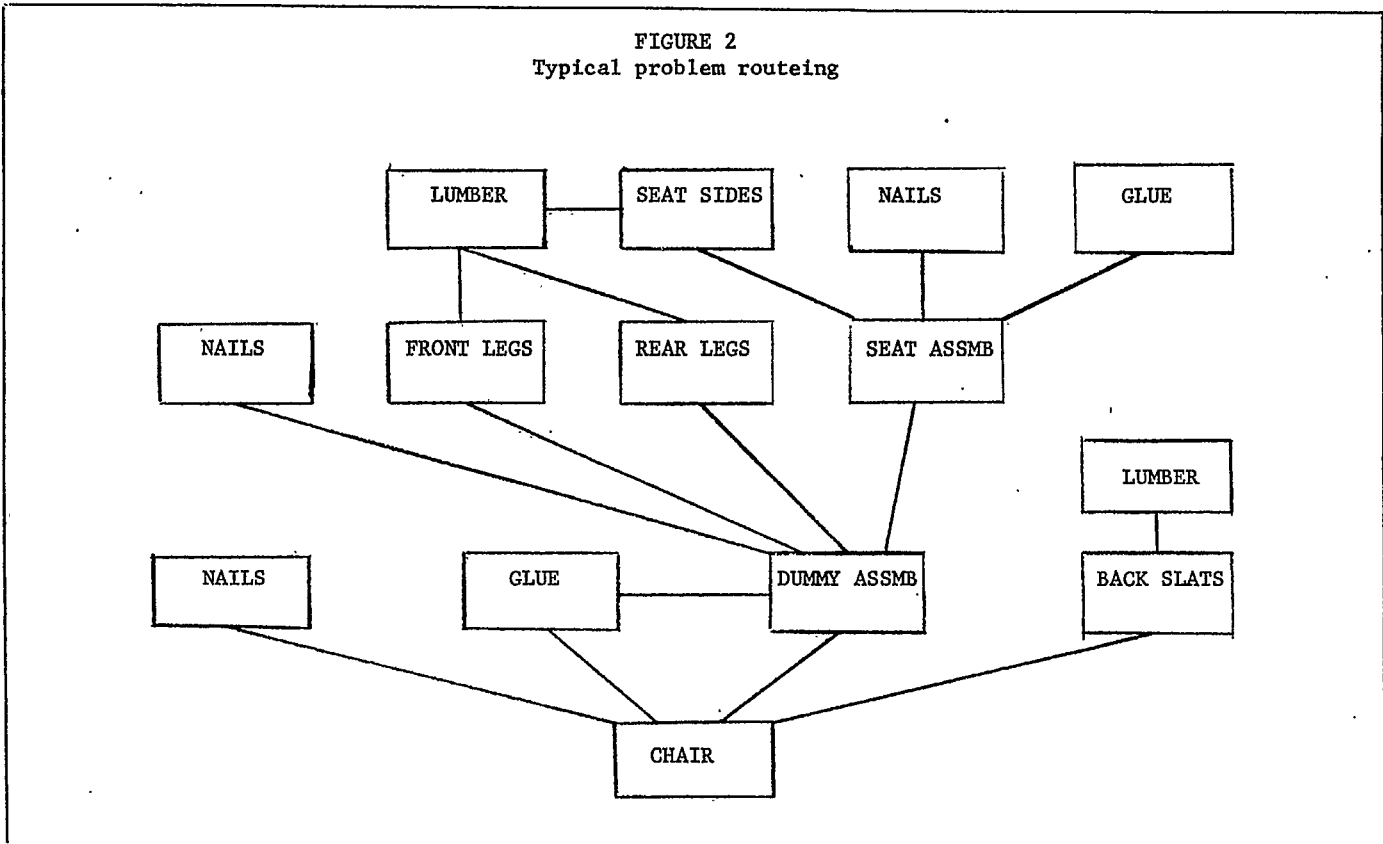 FIGURE 2
Typical problem routeing
LUMBER
SEAT SIDES
NAILS
GLUE
NAILS
FRONT LEGS
REAR LEGS
SEAT ASSMB
LUMBER
NAILS
GLUE
DUMMY ASSMB
BACK SLATS
CHAIR